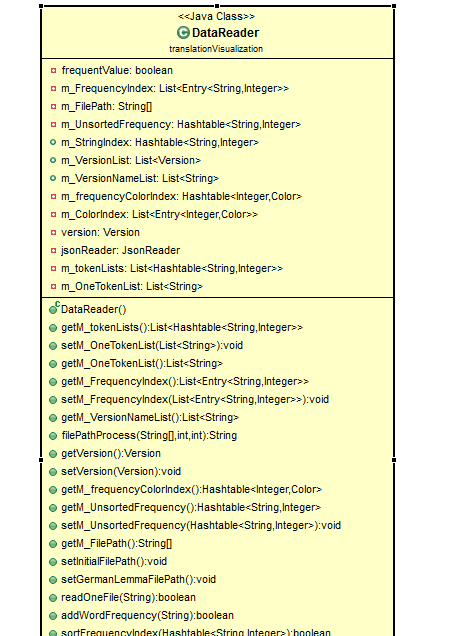 <<Java Class>>
DataReader
translationVisualization
frequentValue: boolean
m_FrequencyIndex: List<Entry<String,Integer>>
m_FilePath: String[]
m_UnsortedFrequency: Hashtable<String,Integer>
m_StringIndex: Hashtable<String,Integer>
m_VersionList: List<Version>
m_VersionNameList: List<String>
m_frequencyColorIndex: Hashtable<Integer,Color>
m_ColorIndex: List<Entry<Integer,Color>>
version: Version
jsonReader: JsonReader
m_tokenLists: List<Hashtable<String,Integer>>
m_OneTokenList: List<String>
DataReader()
getM_tokenLists():List<Hashtable<String,Integer>>
setM_OneTokenList(List<String>):void
getM_OneTokenList():List<String>
getM_FrequencyIndex():List<Entry<String,Integer>>
setM_FrequencyIndex(List<Entry<String,Integer>>):void
getM_VersionNameList():List<String>
filePathProcess(String[],int,int):String
getVersion():Version
setVersion(Version):void
getM_frequencyColorIndex():Hashtable<Integer,Color>
getM_UnsortedFrequency():Hashtable<String,Integer>
setM_UnsortedFrequency(Hashtable<String,Integer>):void
getM_FilePath():String[]
setInitialFilePath():void
setGermanLemmaFilePath():void
readOneFile(String):boolean
addWordFrequency(String):boolean
sortFrequencyIndex(Hashtable<String,Integer>):boolean